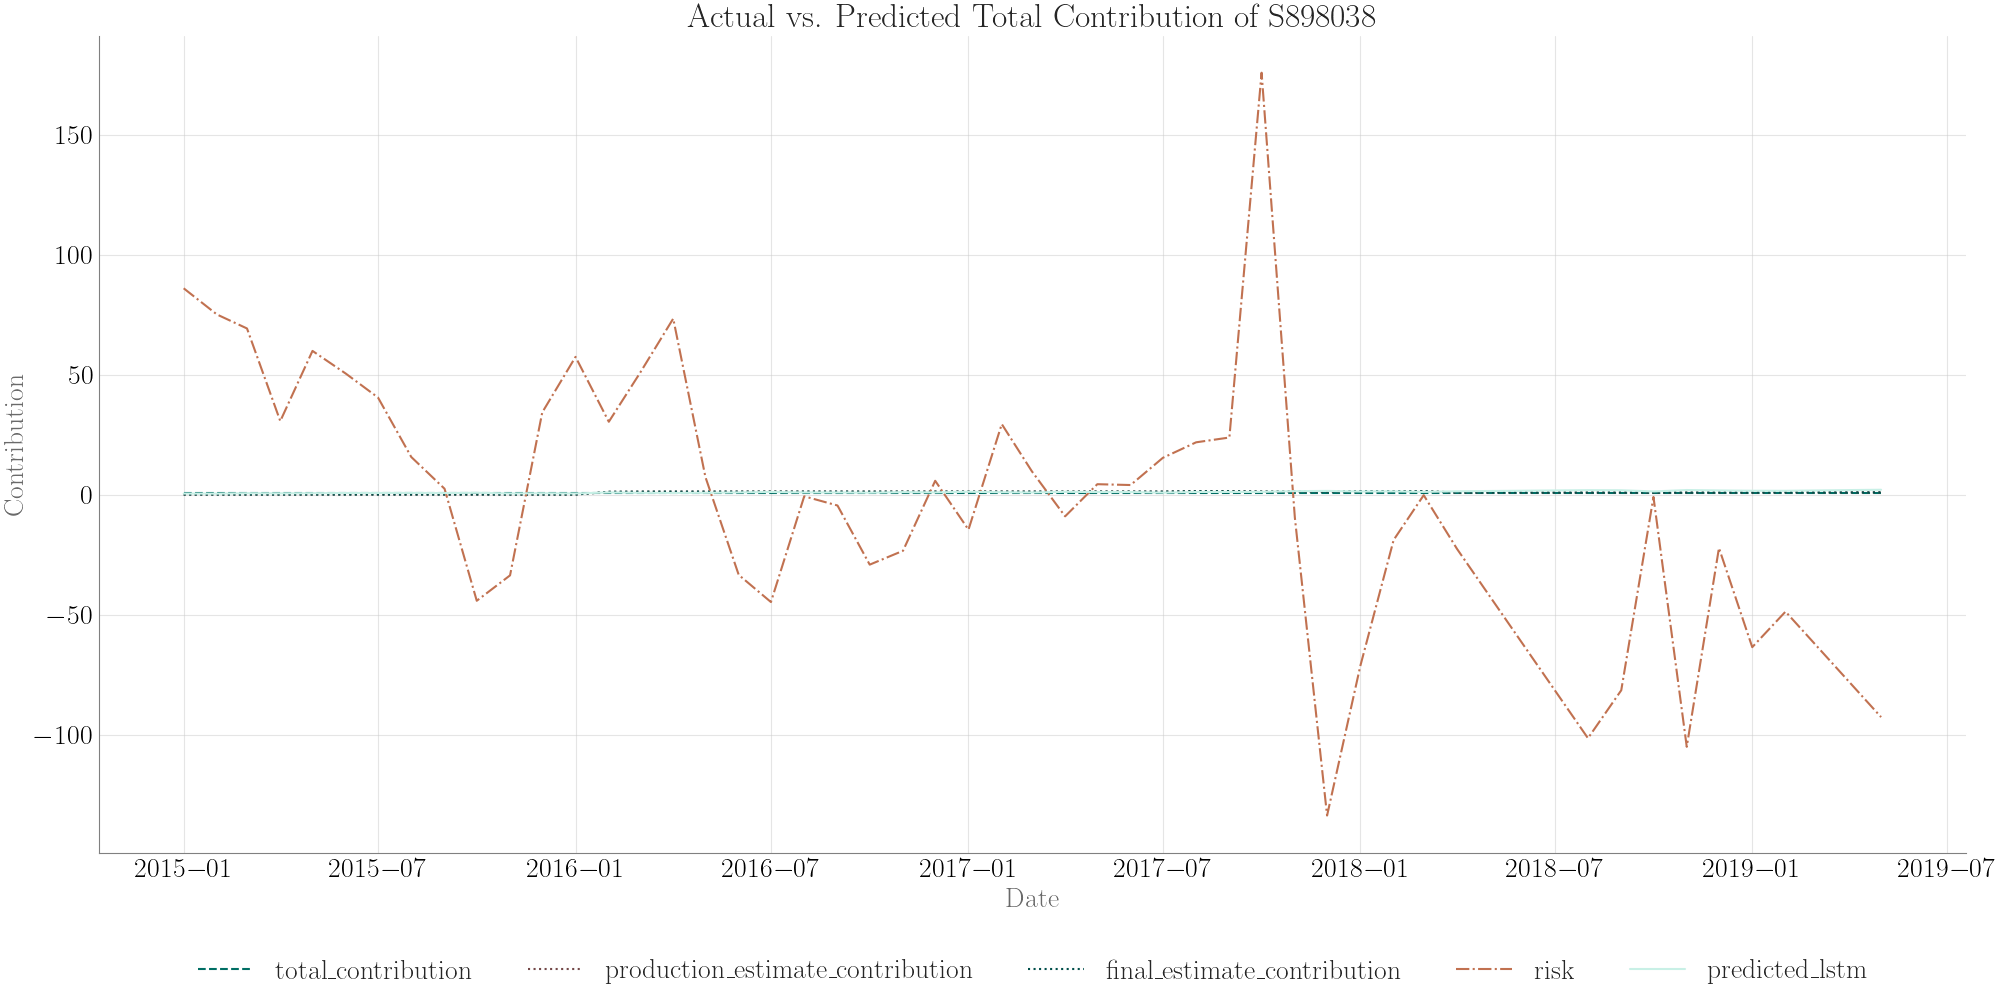 Actual vs. Predicted Total Contribution of S898038
Contribution
150
100
50
0
−50
−100
2015−01 2015−07 2016−01 2016−07 2017−01 2017−07 2018−01 2018−07 2019−01 2019−07
Date
total_contribution production_estimate_contribution final_estimate_contribution risk predicted_lstm